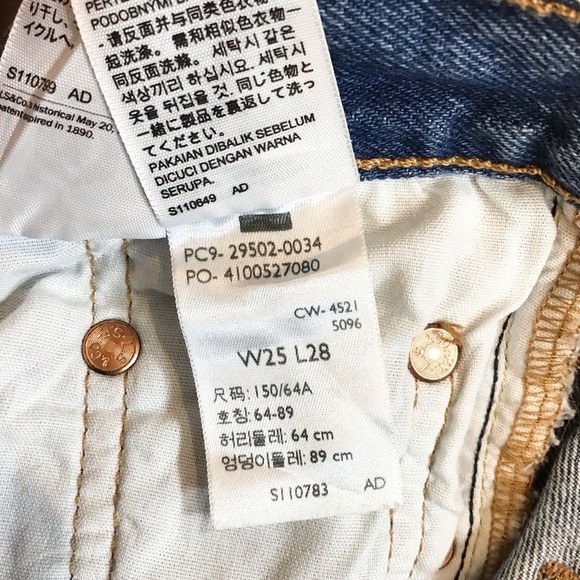 り干し、
イクルへ.
S110799 AD
LS&Co. Historical May 20,
patent expired in 1890.
PODOBNYMI
-请反面并与同类色衣物一
起洗涤。需和相似色衣物
同反面洗涤。세탁시 같은
색상끼리 하십시요. 세탁시
옷을 뒤집을 것. 同じ色物と
一緒に製品を裏返して洗っ
てください。
PAKAIAN DIBALIK SEBELUM
DICUCI DENGAN WARNA
SERUPA.
S110649 AD
PC9- 29502-0034
PO- 4100527080
CW- 4521
5096
W25 L28
尺码: 150/64A
호칭: 64-89
허리둘레: 64 cm
엉덩이둘레: 89 cm
S110783 AD